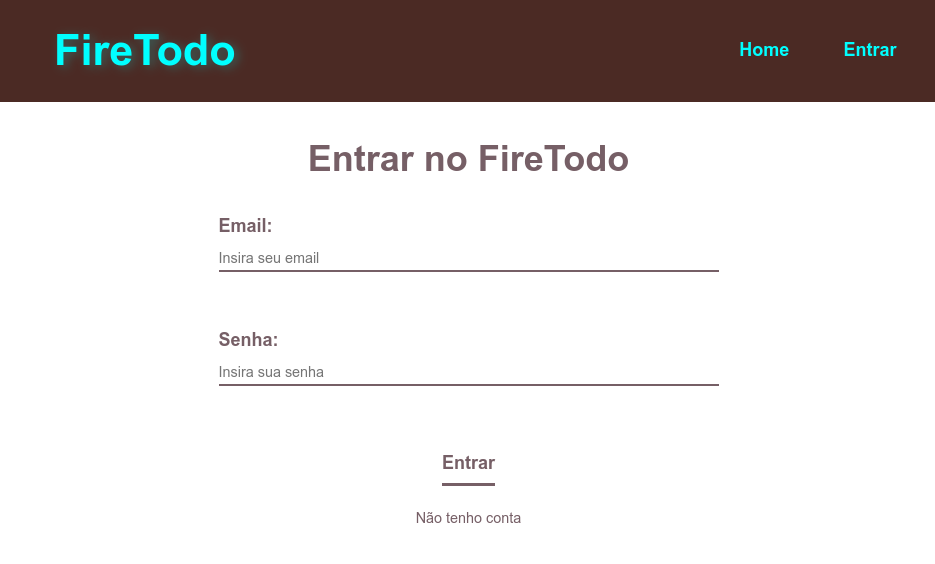 FireTodo
Home
Entrar
Entrar no FireTodo
Email:
Insira seu email
Senha:
Insira sua senha
Entrar
Não tenho conta